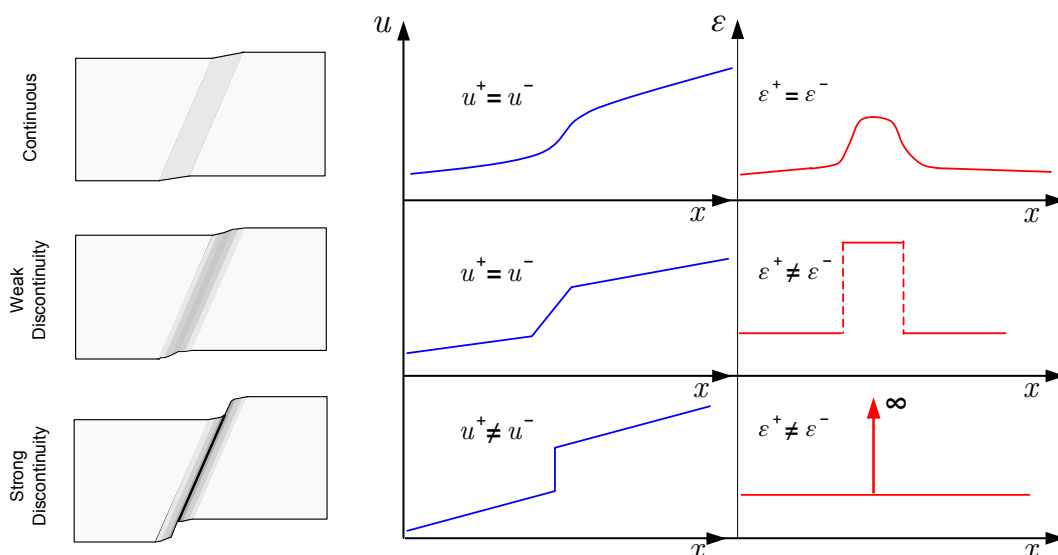 Continuous
u
u⁺ = u⁻
x
ε
ε⁺ = ε⁻
x
Weak
Discontinuity
u⁺ = u⁻
x
ε⁺ ≠ ε⁻
x
Strong
Discontinuity
u⁺ ≠ u⁻
x
∞
ε⁺ ≠ ε⁻
x